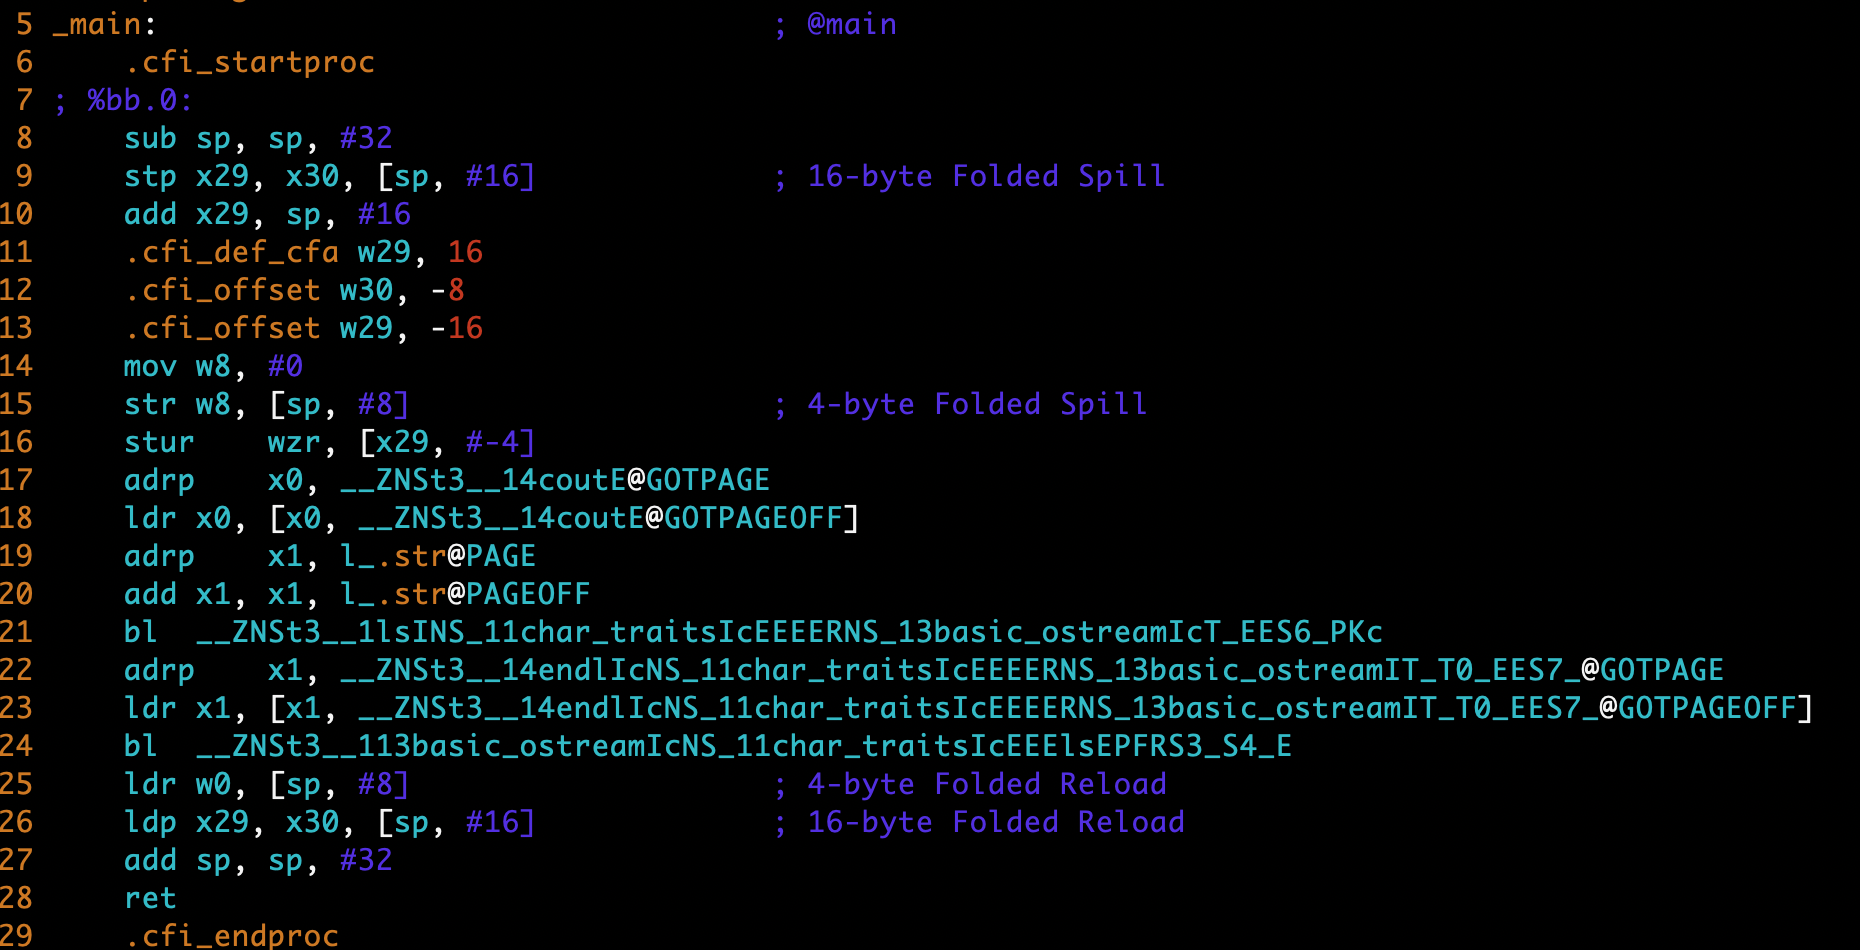 5 _main: ; @main
6 .cfi_startproc
7 ; %bb.0:
8 sub sp, sp, #32
9 stp x29, x30, [sp, #16] ; 16-byte Folded Spill
10 add x29, sp, #16
11 .cfi_def_cfa w29, 16
12 .cfi_offset w30, -8
13 .cfi_offset w29, -16
14 mov w8, #0
15 str w8, [sp, #8] ; 4-byte Folded Spill
16 stur wzr, [x29, #-4]
17 adrp x0, __ZNSt3__14coutE@GOTPAGE
18 ldr x0, [x0, __ZNSt3__14coutE@GOTPAGEOFF]
19 adrp x1, l_.str@PAGE
20 add x1, x1, l_.str@PAGEOFF
21 bl __ZNSt3__1lsINS_11char_traitsIcEEEERNS_13basic_ostreamIcT_EES6_PKc
22 adrp x1, __ZNSt3__14endlIcNS_11char_traitsIcEEEERNS_13basic_ostreamIT_T0_EES7_@GOTPAGE
23 ldr x1, [x1, __ZNSt3__14endlIcNS_11char_traitsIcEEEERNS_13basic_ostreamIT_T0_EES7_@GOTPAGEOFF]
24 bl __ZNSt3__113basic_ostreamIcNS_11char_traitsIcEEElsEPFRS3_S4_E
25 ldr w0, [sp, #8] ; 4-byte Folded Reload
26 ldp x29, x30, [sp, #16] ; 16-byte Folded Reload
27 add sp, sp, #32
28 ret
29 .cfi_endproc